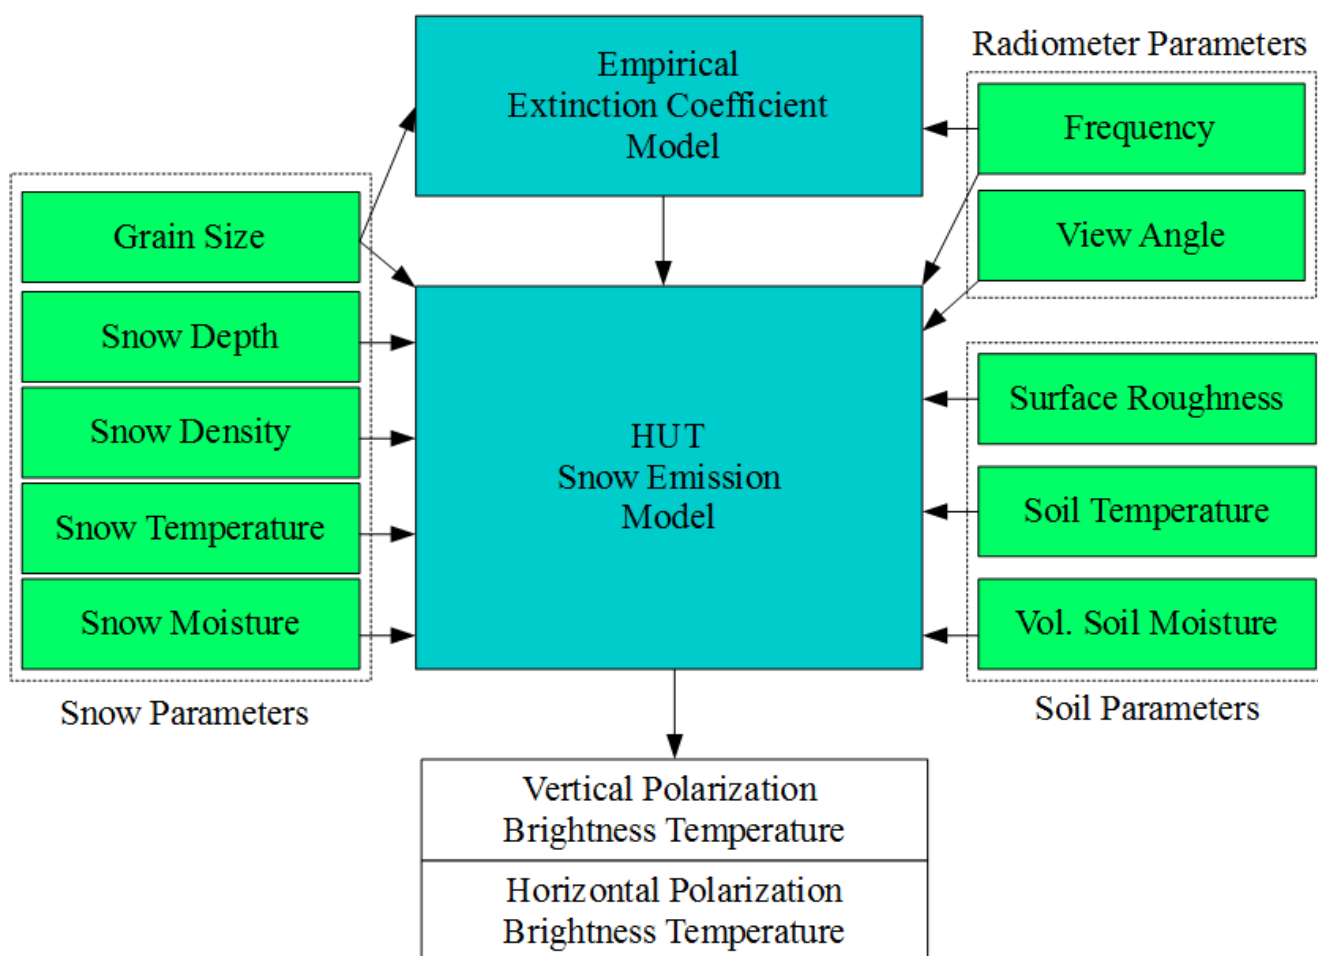 Empirical
Extinction Coefficient
Model
Radiometer Parameters
Frequency
View Angle
Grain Size
Snow Depth
Snow Density
Snow Temperature
Snow Moisture
Snow Parameters
HUT
Snow Emission
Model
Surface Roughness
Soil Temperature
Vol. Soil Moisture
Soil Parameters
Vertical Polarization
Brightness Temperature
Horizontal Polarization
Brightness Temperature